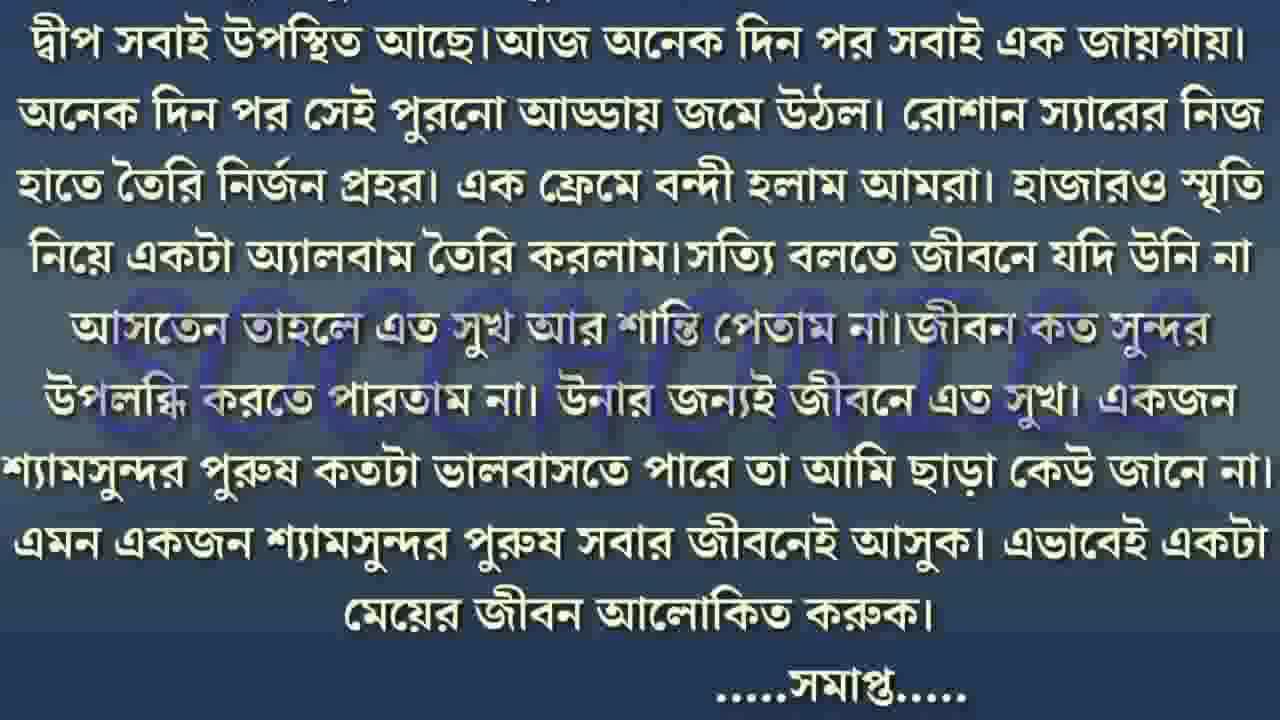 দ্বীপ সবাই উপস্থিত আছে।আজ অনেক দিন পর সবাই এক জায়গায়।
অনেক দিন পর সেই পুরনো আড্ডায় জমে উঠল। রোশান স্যারের নিজ
হাতে তৈরি নির্জন প্রহর। এক ফ্রেমে বন্দী হলাম আমরা। হাজারও স্মৃতি
নিয়ে একটা অ্যালবাম তৈরি করলাম।সত্যি বলতে জীবনে যদি উনি না
আসতেন তাহলে এত সুখ আর শান্তি পেতাম না।জীবন কত সুন্দর
উপলব্ধি করতে পারতাম না। উনার জন্যই জীবনে এত সুখ। একজন
শ্যামসুন্দর পুরুষ কতটা ভালবাসতে পারে তা আমি ছাড়া কেউ জানে না।
এমন একজন শ্যামসুন্দর পুরুষ সবার জীবনেই আসুক। এভাবেই একটা
মেয়ের জীবন আলোকিত করুক।
.....সমাপ্ত.....